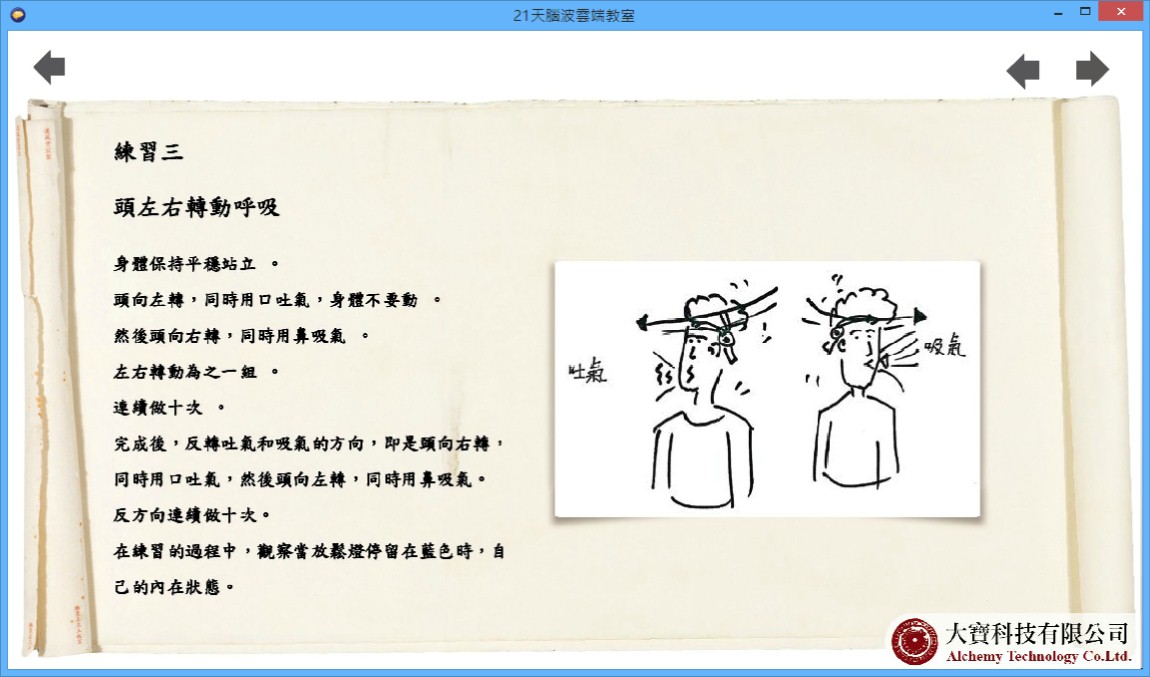 21天腦波雲端教室
練習三
頭左右轉動呼吸
身體保持平穩站立 。
頭向左轉，同時用口吐氣，身體不要動 。
然後頭向右轉，同時用鼻吸氣 。
左右轉動為之一組 。
連續做十次 。
完成後，反轉吐氣和吸氣的方向，即是頭向右轉，
同時用口吐氣，然後頭向左轉，同時用鼻吸氣。
反方向連續做十次。
在練習的過程中，觀察當放鬆燈停留在藍色時，自
己的內在狀態。
吐氣
吸氣
大寶科技有限公司
Alchemy Technology Co.Ltd.